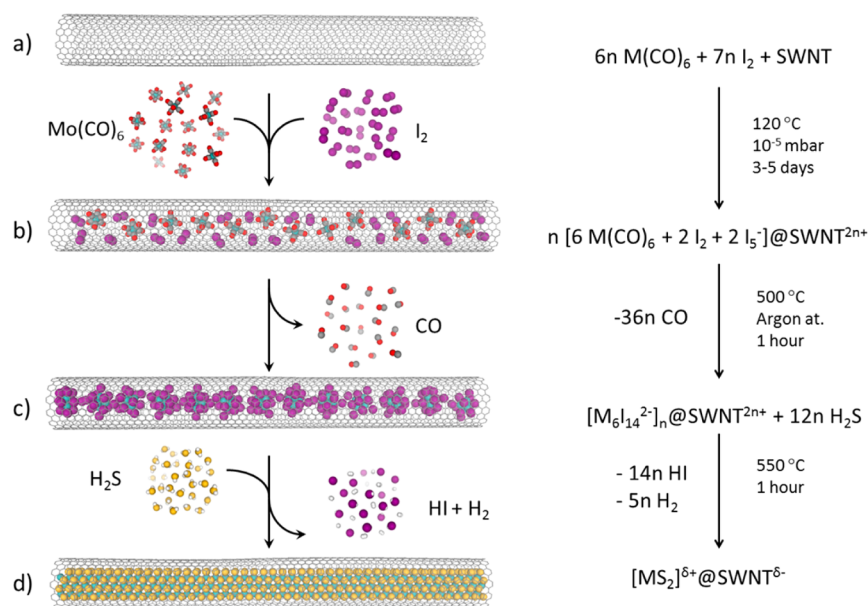 a)
6n M(CO)₆ + 7n I₂ + SWNT
Mo(CO)₆
I₂
120 °C
10⁻⁵ mbar
3-5 days
b)
n [6 M(CO)₆ + 2 I₂ + 2 I₅⁻]@SWNT²ⁿ⁺
CO
-36n CO
500 °C
Argon at.
1 hour
c)
[M₆I₁₄²⁻]ₙ@SWNT²ⁿ⁺ + 12n H₂S
H₂S
HI + H₂
- 14n HI
- 5n H₂
550 °C
1 hour
d)
[MS₂]ᵟ⁺@SWNTᵟ⁻